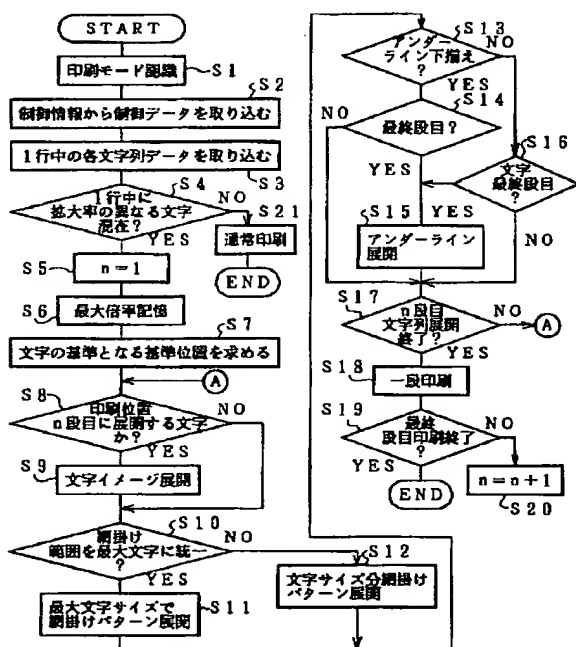 START
印刷モード認識
S1
S2
制御情報から制御データを取り込む
1行中の各文字列データを取り込む
S3
S4
1行中に
拡大率の異なる文字
混在?
NO
S21
YES
通常印刷
END
S5
n=1
S6
最大倍率記憶
S7
文字の基準となる基準位置を求める
A
S8
印刷位置
n段目に展開する文字
か?
NO
YES
S9
文字イメージ展開
S10
網掛け
範囲を最大文字に統一
?
NO
YES
S11
最大文字サイズで
網掛けパターン展開
S12
文字サイズ分網掛け
パターン展開
S13
アンダー
ライン下揃え
?
NO
YES
S14
NO
最終段目?
YES
S16
文字
最終段目
?
YES
NO
S15
アンダーライン
展開
S17
n段目
文字列展開
終了?
NO
A
YES
S18
一段印刷
S19
最終
段目印刷終了
?
NO
YES
END
n=n+1
S20